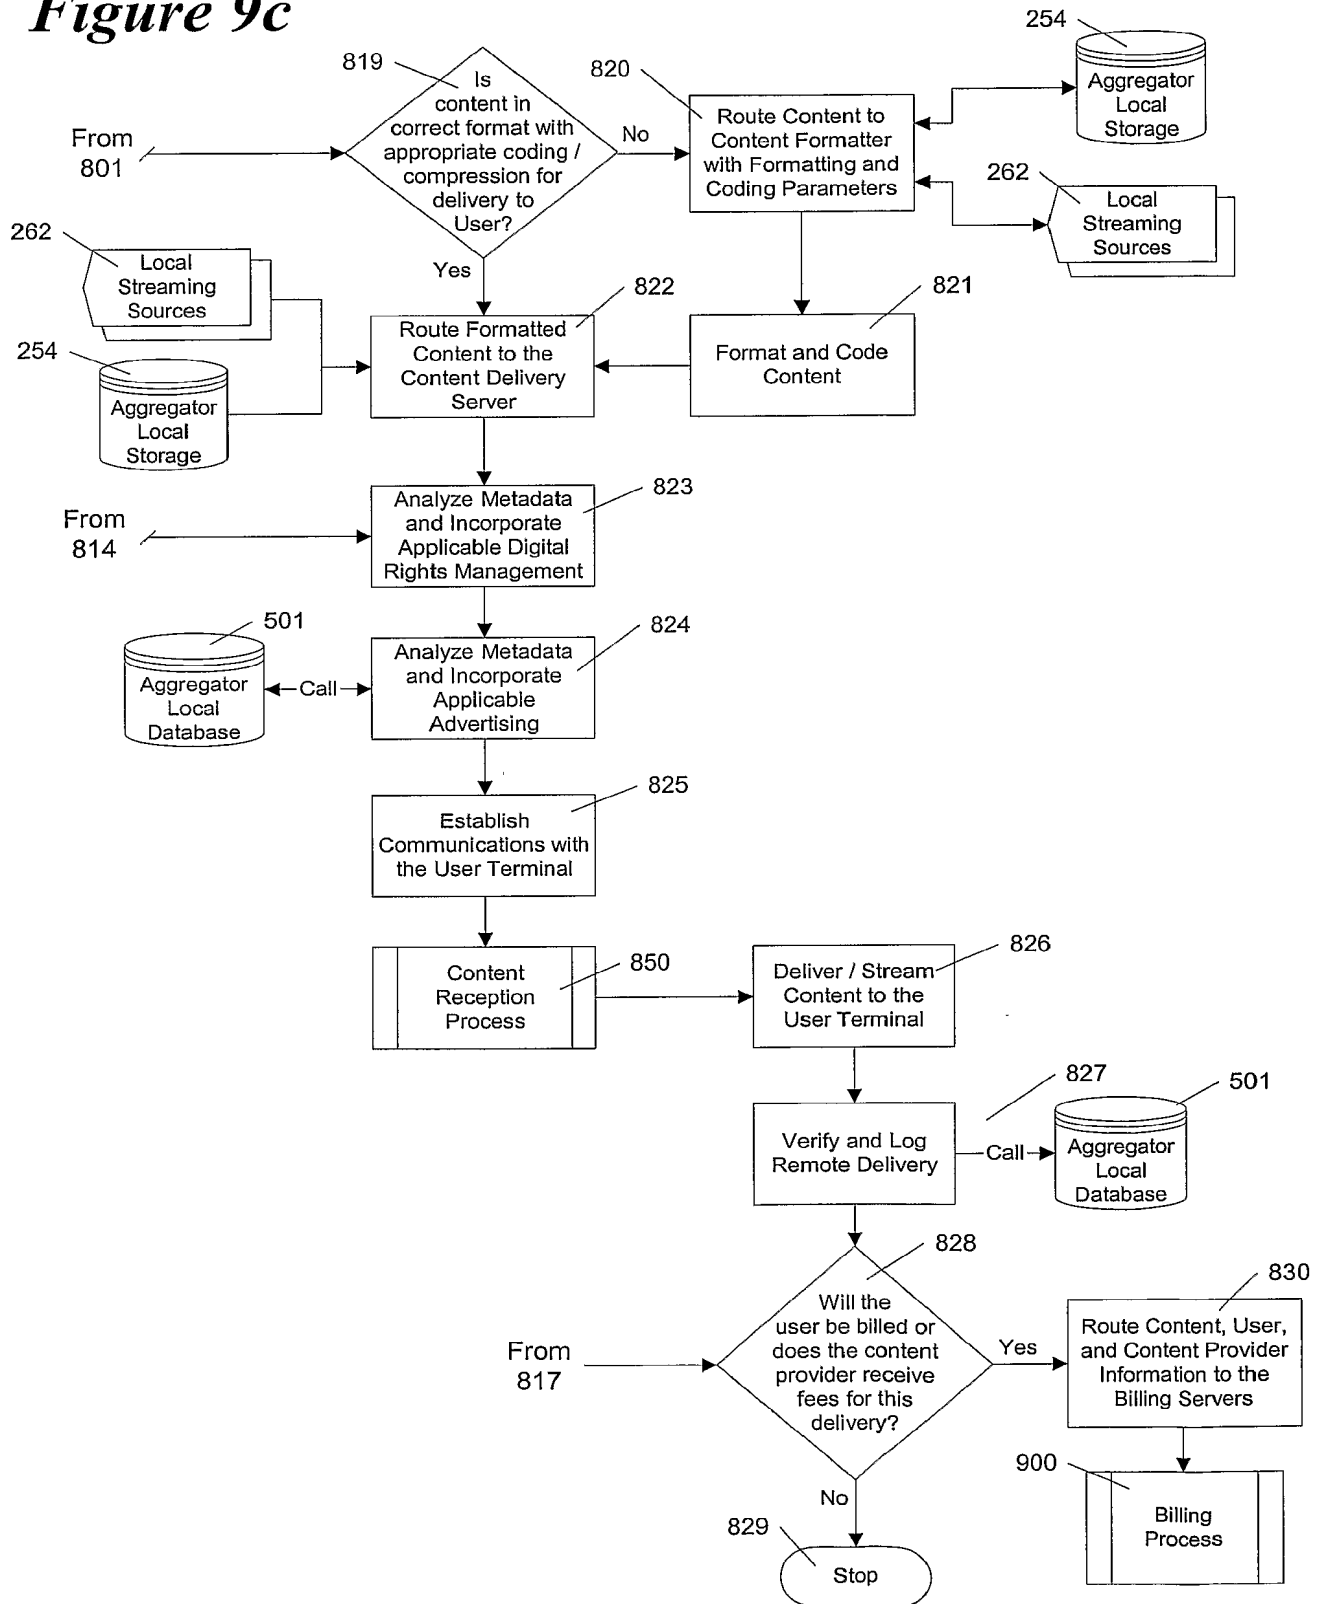 Figure 9c
254
819
820
Is
content in
correct format with
appropriate coding /
compression for
delivery to
User?
Route Content to
Content Formatter
with Formatting and
Coding Parameters
Aggregator
Local
Storage
From
801
No
262
Local
Streaming
Sources
262
Local
Streaming
Sources
Yes
822
821
Route Formatted
Content to the
Content Delivery
Server
Format and Code
Content
254
Aggregator
Local
Storage
823
From
814
Analyze Metadata
and Incorporate
Applicable Digital
Rights Management
501
824
Aggregator
Local
Database
Call
Analyze Metadata
and Incorporate
Applicable
Advertising
825
Establish
Communications with
the User Terminal
850
Content
Reception
Process
826
Deliver / Stream
Content to the
User Terminal
827
501
Verify and Log
Remote Delivery
Call
Aggregator
Local
Database
828
830
Will the
user be billed or
does the content
provider receive
fees for this
delivery?
From
817
Yes
Route Content, User,
and Content Provider
Information to the
Billing Servers
900
Billing
Process
No
829
Stop